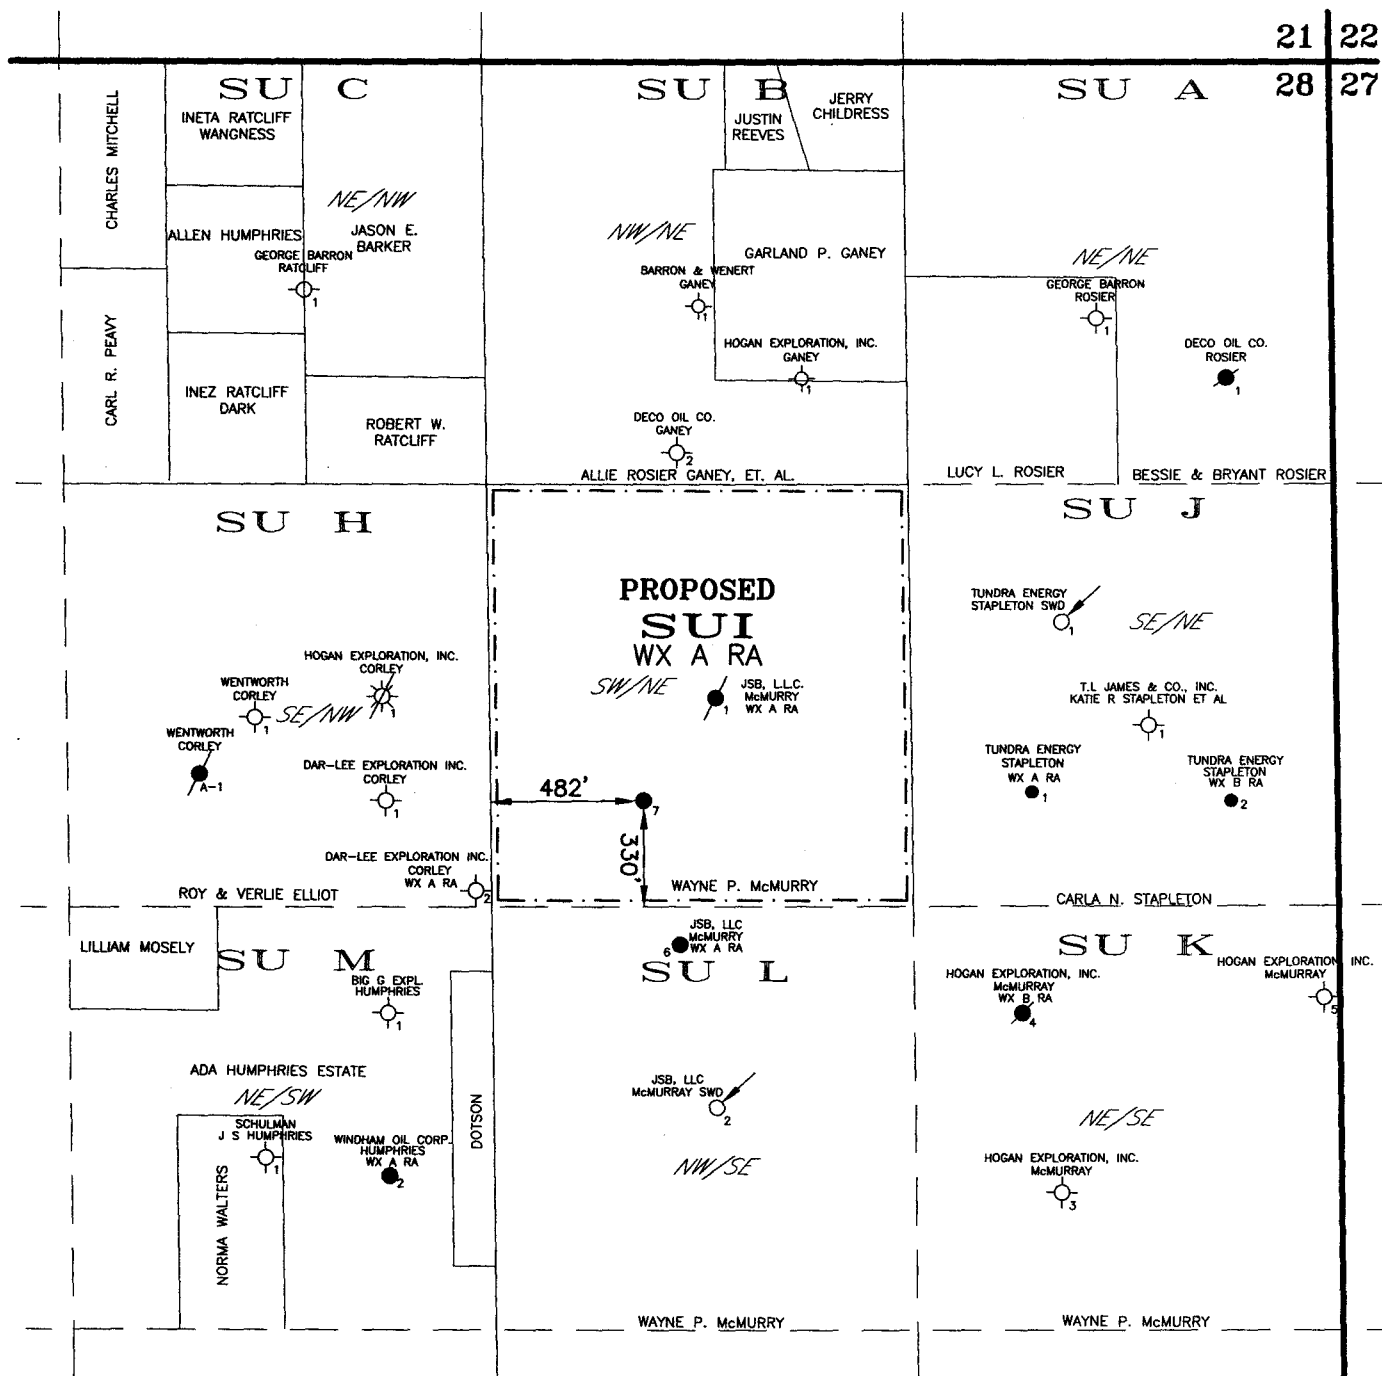 21 22
28 27
SU C
SU B
SU A
CHARLES MITCHELL
INETA RATCLIFF
WANGNESS
JUSTIN
REEVES
JERRY
CHILDRESS
NE/NW
ALLEN HUMPHRIES
JASON E.
BARKER
GEORGE BARRON
RATCLIFF
1
NW/NE
GARLAND P. GANEY
BARRON & WENERT
GANEY
1
NE/NE
GEORGE BARRON
ROSIER
1
CARL R. PEAVY
HOGAN EXPLORATION, INC.
GANEY
1
DECO OIL CO.
ROSIER
1
INEZ RATCLIFF
DARK
ROBERT W.
RATCLIFF
DECO OIL CO.
GANEY
2
ALLIE ROSIER GANEY, ET. AL.
LUCY L. ROSIER
BESSIE & BRYANT ROSIER
SU H
PROPOSED
SUI
WX A RA
SU J
TUNDRA ENERGY
STAPLETON SWD
1
SE/NE
HOGAN EXPLORATION, INC.
CORLEY
1
WENTWORTH
CORLEY
1
SE/NW
SW/NE
JSB, L.L.C.
McMURRY
WX A RA
1
T.L JAMES & CO., INC.
KATIE R STAPLETON ET AL
1
WENTWORTH
CORLEY
A-1
DAR-LEE EXPLORATION INC.
CORLEY
1
482'
7
330'
TUNDRA ENERGY
STAPLETON
WX A RA
1
TUNDRA ENERGY
STAPLETON
WX B RA
2
DAR-LEE EXPLORATION INC.
CORLEY
WX A RA
2
ROY & VERLIE ELLIOT
WAYNE P. McMURRY
CARLA N. STAPLETON
LILLIAM MOSELY
SU M
JSB, LLC
McMURRY
WX A RA
6
SU L
SU K
BIG G EXPL.
HUMPHRIES
1
HOGAN EXPLORATION, INC.
McMURRAY
WX B RA
4
HOGAN EXPLORATION, INC.
McMURRAY
5
ADA HUMPHRIES ESTATE
NE/SW
SCHULMAN
J S HUMPHRIES
1
WINDHAM OIL CORP.
HUMPHRIES
WX A RA
2
DOTSON
JSB, LLC
McMURRAY SWD
2
NW/SE
NE/SE
HOGAN EXPLORATION, INC.
McMURRAY
3
NORMA WALTERS
WAYNE P. McMURRY
WAYNE P. McMURRY